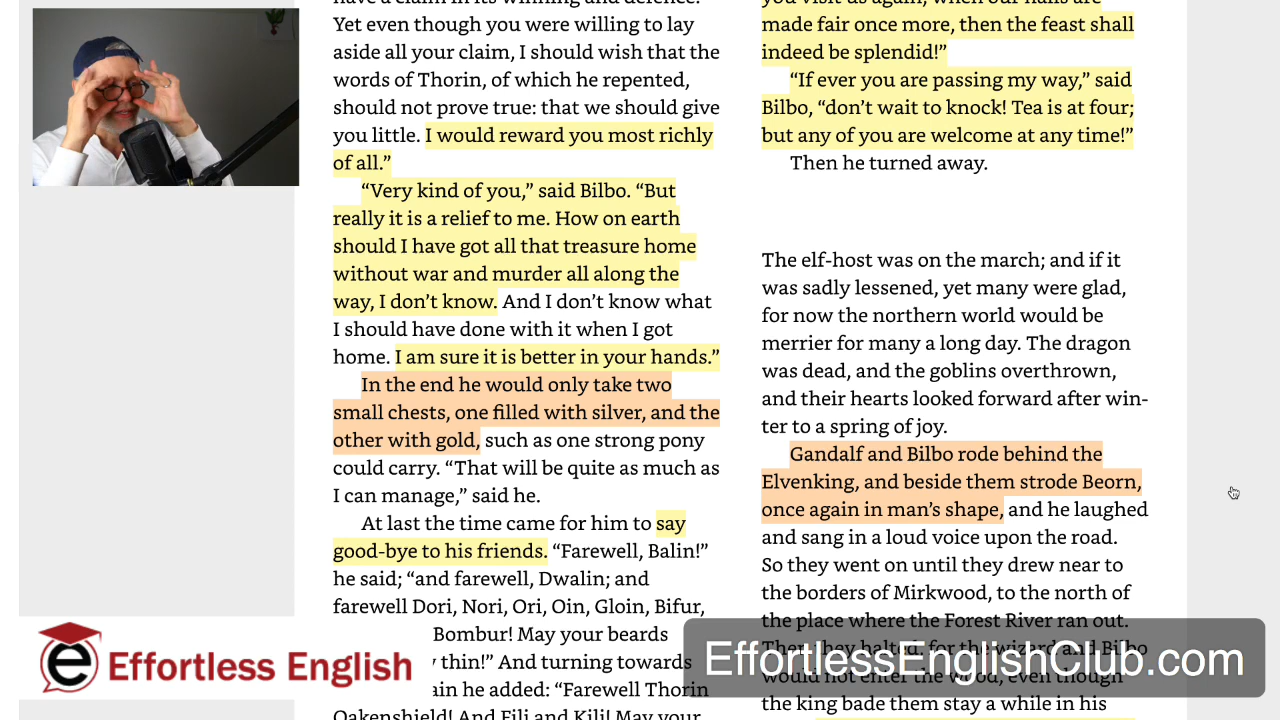 have a claim in its winning and defence.
Yet even though you were willing to lay
aside all your claim, I should wish that the
words of Thorin, of which he repented,
should not prove true: that we should give
you little. I would reward you most richly
of all.”
“Very kind of you,” said Bilbo. “But
really it is a relief to me. How on earth
should I have got all that treasure home
without war and murder all along the
way, I don’t know. And I don’t know what
I should have done with it when I got
home. I am sure it is better in your hands.”
In the end he would only take two
small chests, one filled with silver, and the
other with gold, such as one strong pony
could carry. “That will be quite as much as
I can manage,” said he.
At last the time came for him to say
good-bye to his friends. “Farewell, Balin!”
he said; “and farewell, Dwalin; and
farewell Dori, Nori, Ori, Oin, Gloin, Bifur,
Bombur! May your beards
thin!” And turning towards
ain he added: “Farewell Thorin
Oakenshield! And Fili and Kili! May your
you visit us again, when our halls are
made fair once more, then the feast shall
indeed be splendid!”
“If ever you are passing my way,” said
Bilbo, “don’t wait to knock! Tea is at four;
but any of you are welcome at any time!”
Then he turned away.
The elf-host was on the march; and if it
was sadly lessened, yet many were glad,
for now the northern world would be
merrier for many a long day. The dragon
was dead, and the goblins overthrown,
and their hearts looked forward after win-
ter to a spring of joy.
Gandalf and Bilbo rode behind the
Elvenking, and beside them strode Beorn,
once again in man’s shape, and he laughed
and sang in a loud voice upon the road.
So they went on until they drew near to
the borders of Mirkwood, to the north of
the place where the Forest River ran out.
Then they halted, for the wizard and Bilbo
would not enter the wood, even though
the king bade them stay a while in his
e Effortless English
EffortlessEnglishClub.com